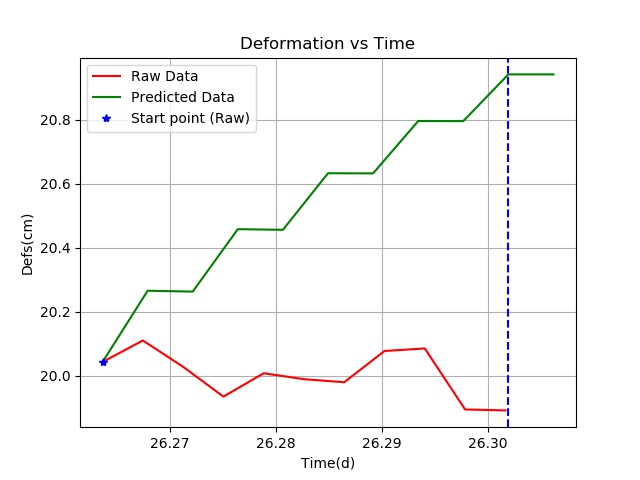 Deformation vs Time
Raw Data
Predicted Data
Start point (Raw)
20.8
20.6
20.4
20.2
20.0
Defs(cm)
26.27 26.28 26.29 26.30
Time(d)